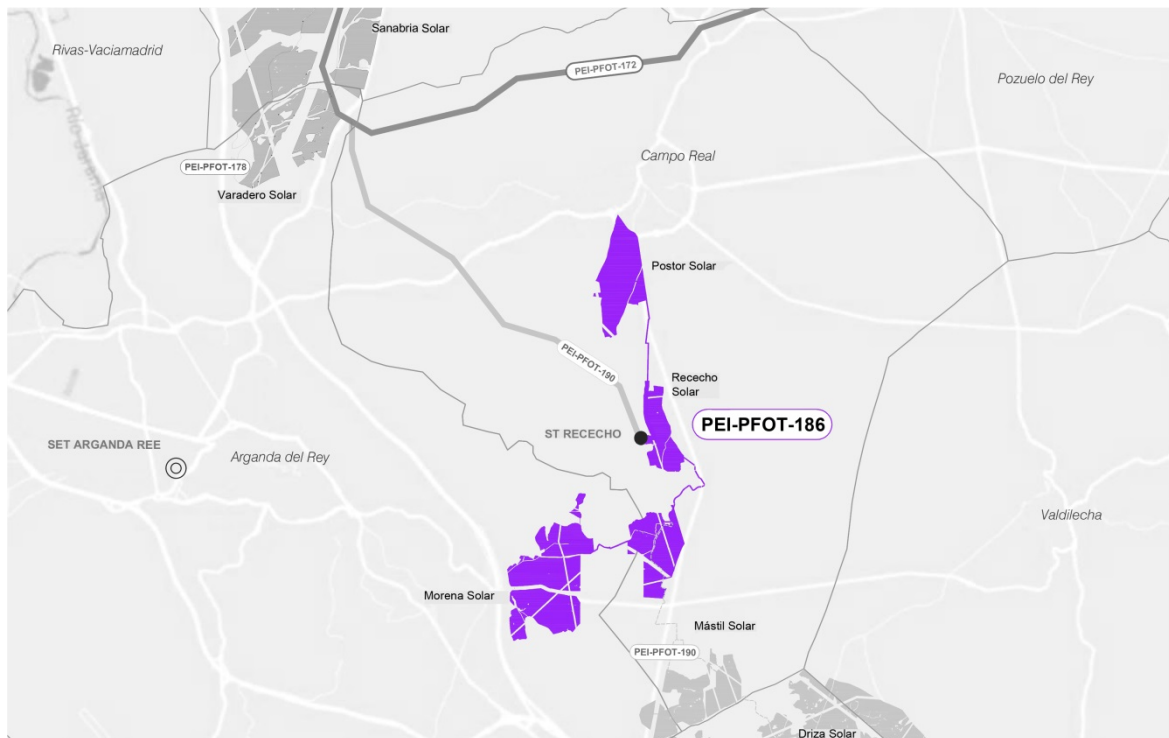 Sanabria Solar
Rivas-Vaciamadrid
PEI-PFOT-172
Pozuelo del Rey
Río Jarama
Campo Real
PEI-PFOT-178
Varadero Solar
Postor Solar
PEI-PFOT-190
Rececho
Solar
PEI-PFOT-186
ST RECECHO
SET ARGANDA REE
Arganda del Rey
Valdilecha
Morena Solar
Mástil Solar
PEI-PFOT-190
Driza Solar